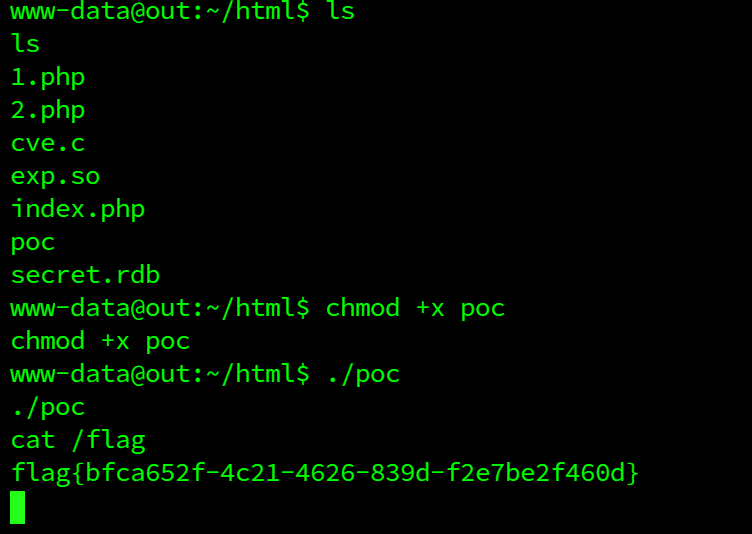 www-data@out:~/html$ ls
ls
1.php
2.php
cve.c
exp.so
index.php
poc
secret.rdb
www-data@out:~/html$ chmod +x poc
chmod +x poc
www-data@out:~/html$ ./poc
./poc
cat /flag
flag{bfca652f-4c21-4626-839d-f2e7be2f460d}